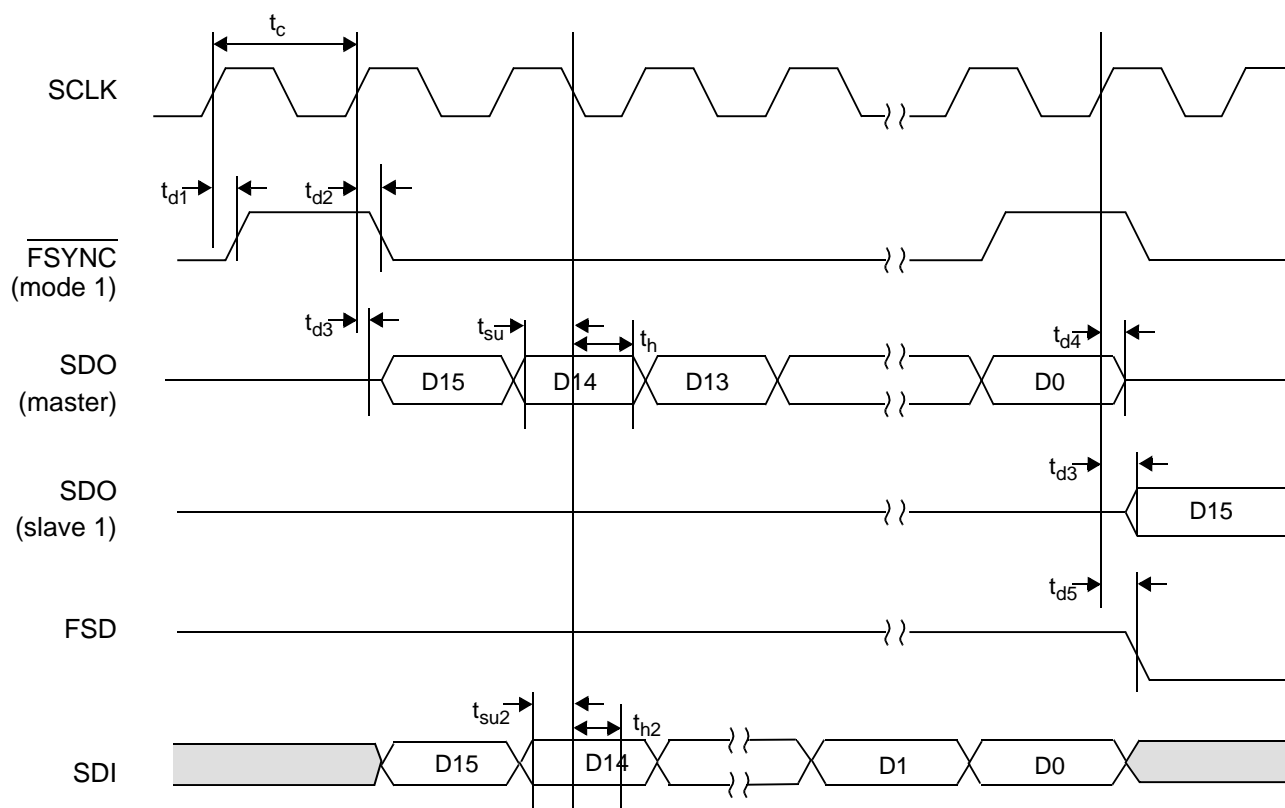 tc
SCLK
td1
td2
FSYNC
(mode 1)
td3
tsu
th
td4
SDO
(master)
D15
D14
D13
D0
td3
SDO
(slave 1)
D15
td5
FSD
tsu2
th2
SDI
D15
D14
D1
D0